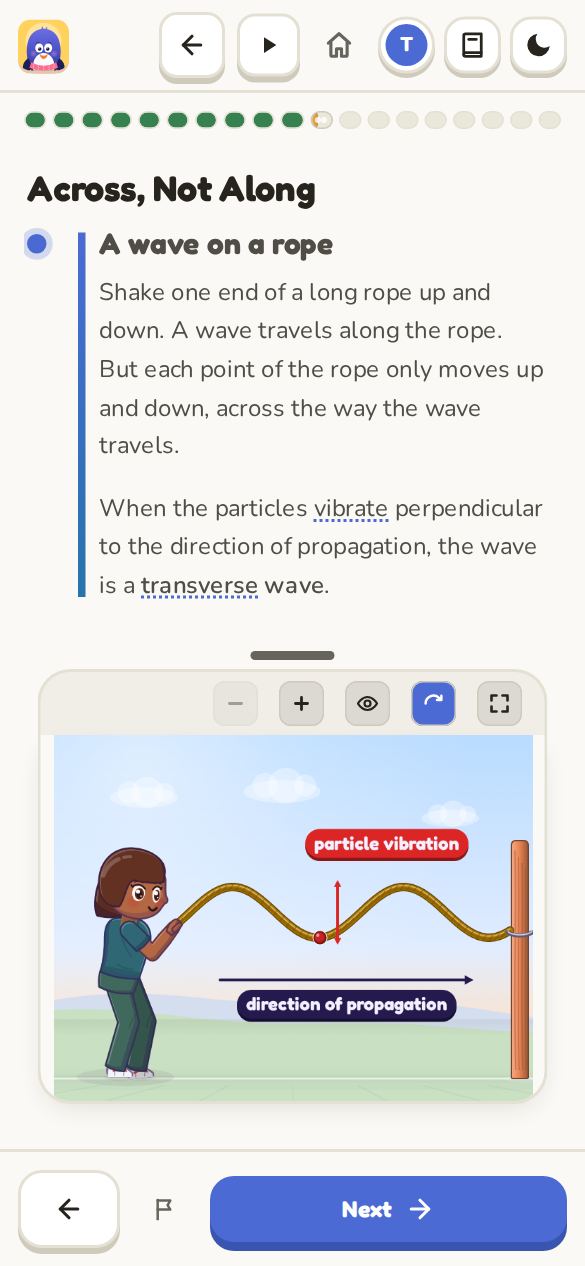 T
Across, Not Along
A wave on a rope
Shake one end of a long rope up and
down. A wave travels along the rope.
But each point of the rope only moves up
and down, across the way the wave
travels.
When the particles vibrate perpendicular
to the direction of propagation, the wave
is a transverse wave.
particle vibration
direction of propagation
Next